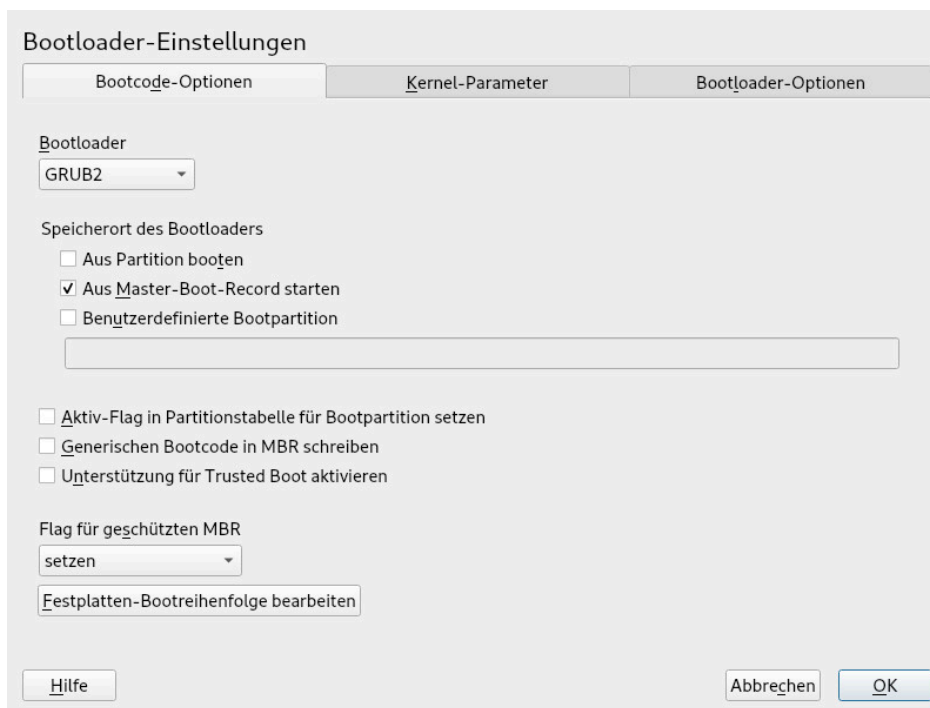 Bootloader-Einstellungen
Bootcode-Optionen Kernel-Parameter Bootloader-Optionen
Bootloader
GRUB2
Speicherort des Bootloaders
Aus Partition booten
Aus Master-Boot-Record starten
Benutzerdefinierte Bootpartition
Aktiv-Flag in Partitionstabelle für Bootpartition setzen
Generischen Bootcode in MBR schreiben
Unterstützung für Trusted Boot aktivieren
Flag für geschützten MBR
setzen
Festplatten-Bootreihenfolge bearbeiten
Hilfe Abbrechen OK